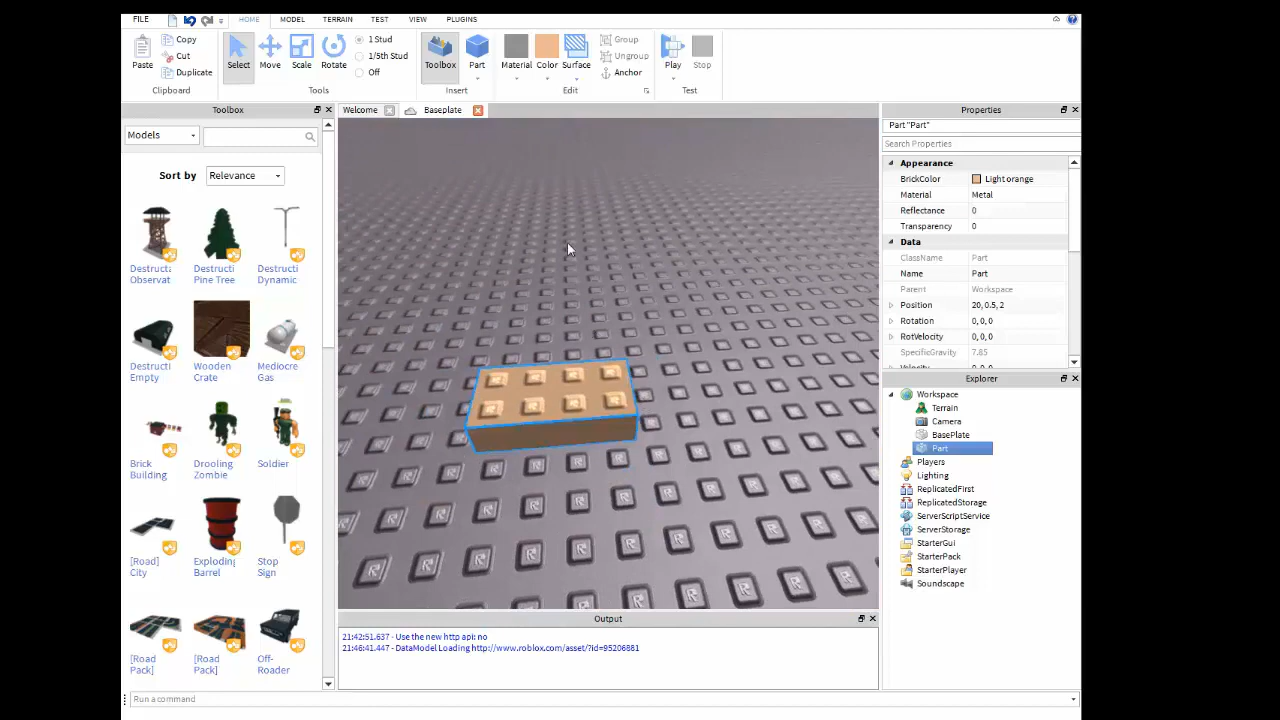 FILE HOME MODEL TERRAIN TEST VIEW PLUGINS
Paste
Copy
Cut
Duplicate
Clipboard
Select
Move
Scale
Rotate
1 Stud
1/5th Stud
Off
Tools
Toolbox
Part
Insert
Material
Color
Surface
Group
Ungroup
Anchor
Edit
Play
Stop
Test
Toolbox
Models
Sort by Relevance
Destructi
Observat
Destructi
Pine Tree
Destructi
Dynamic
Destructi
Empty
Wooden
Crate
Mediocre
Gas
Brick
Building
Drooling
Zombie
Soldier
[Road]
City
Exploding
Barrel
Stop
Sign
[Road
Pack]
[Road
Pack]
Off-
Roader
Welcome
Baseplate
Output
21:42:51.637 - Use the new http api: no
21:46:41.447 - DataModel Loading http://www.roblox.com/asset/?id=95206881
Properties
Part "Part"
Search Properties
Appearance
BrickColor Light orange
Material Metal
Reflectance 0
Transparency 0
Data
ClassName Part
Name Part
Parent Workspace
Position 20, 0.5, 2
Rotation 0, 0, 0
RotVelocity 0, 0, 0
SpecificGravity 7.85
Explorer
Workspace
Terrain
Camera
BasePlate
Part
Players
Lighting
ReplicatedFirst
ReplicatedStorage
ServerScriptService
ServerStorage
StarterGui
StarterPack
StarterPlayer
Soundscape
Run a command